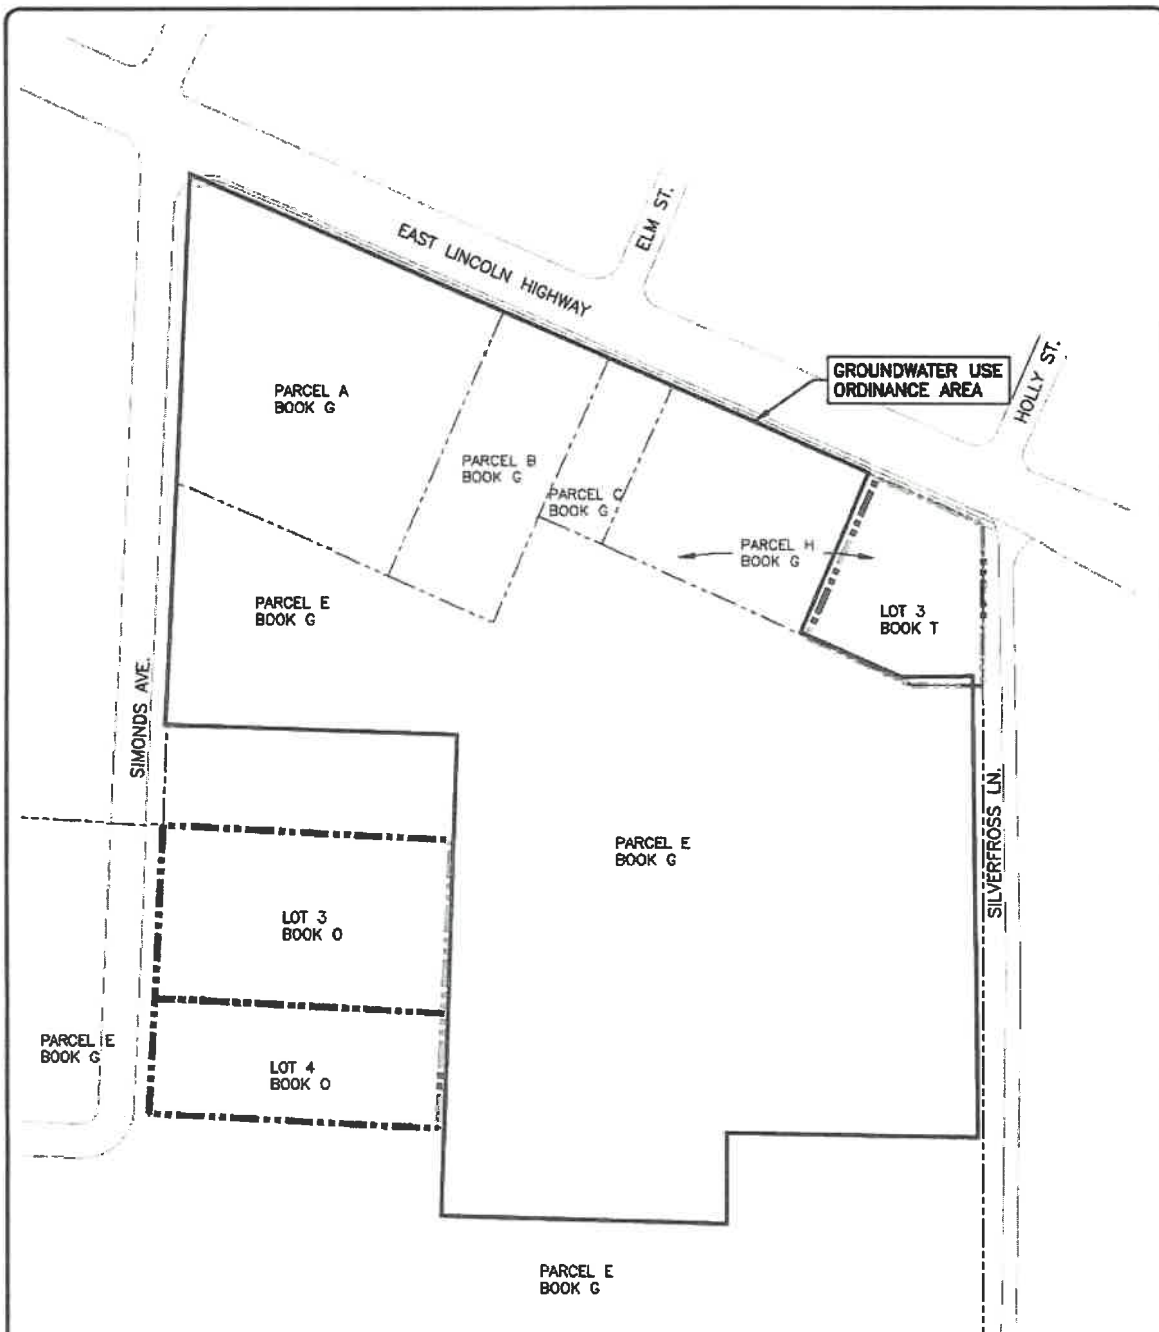 EAST LINCOLN HIGHWAY
ELM ST.
HOLLY ST.
GROUNDWATER USE
ORDINANCE AREA
PARCEL A
BOOK G
PARCEL B
BOOK G
PARCEL C
BOOK G
PARCEL H
BOOK G
LOT 3
BOOK T
PARCEL E
BOOK G
SIMONDS AVE.
PARCEL E
BOOK G
SILVERFROSS LN.
LOT 3
BOOK O
PARCEL E
BOOK G
LOT 4
BOOK O
PARCEL E
BOOK G